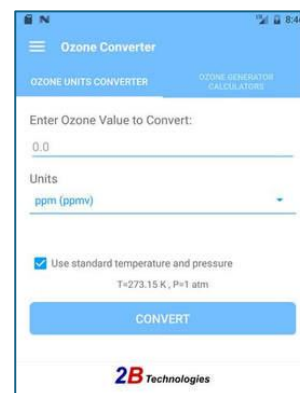 8:4
Ozone Converter
OZONE UNITS CONVERTER
OZONE GENERATOR
CALCULATORS
Enter Ozone Value to Convert:
0.0
Units
ppm (ppmv)
Use standard temperature and pressure
T=273.15 K , P=1 atm
CONVERT
2B Technologies